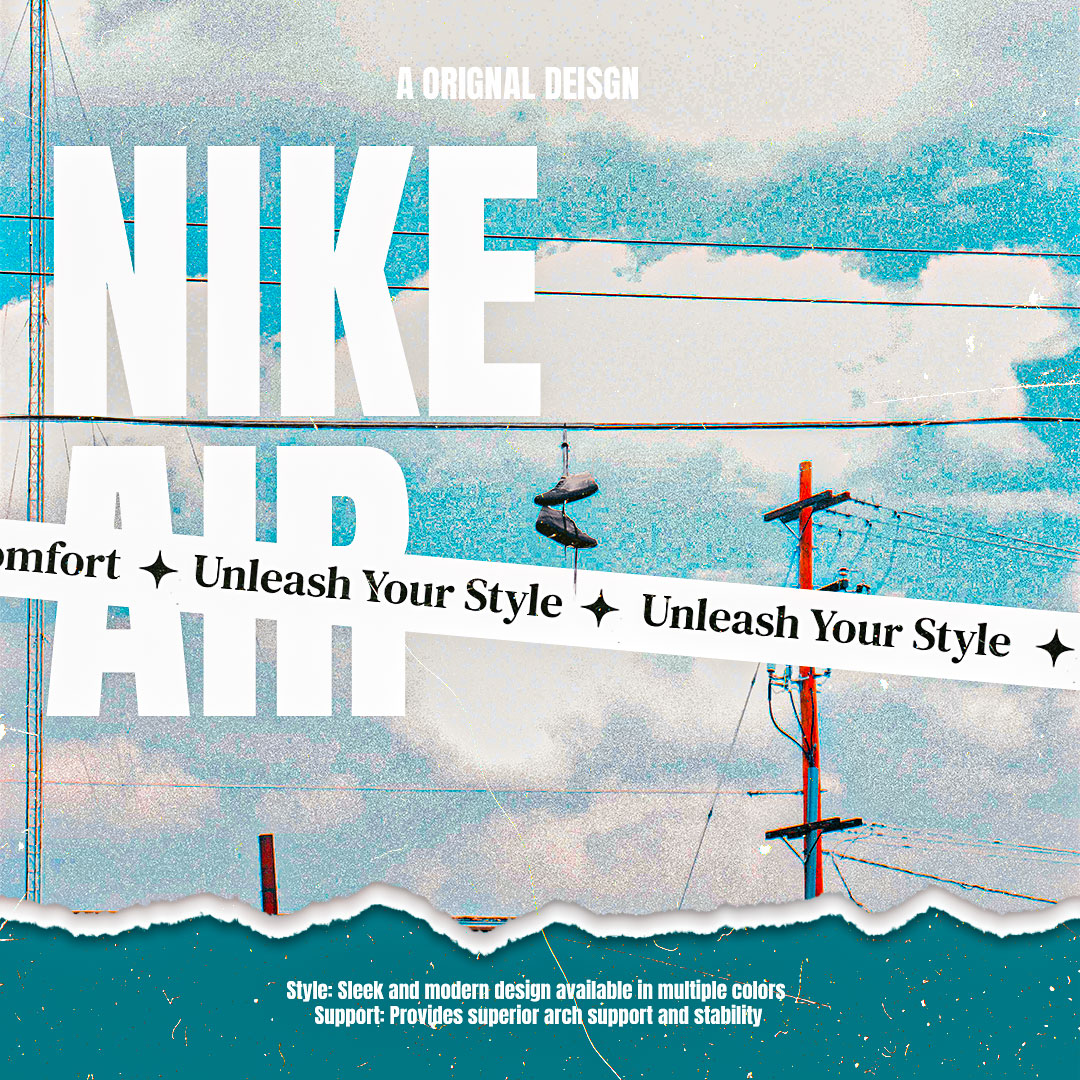 A ORIGNAL DEISGN
NIKE
AIR
omfort ✦ Unleash Your Style ✦ Unleash Your Style ✦
Style: Sleek and modern design available in multiple colors
Support: Provides superior arch support and stability